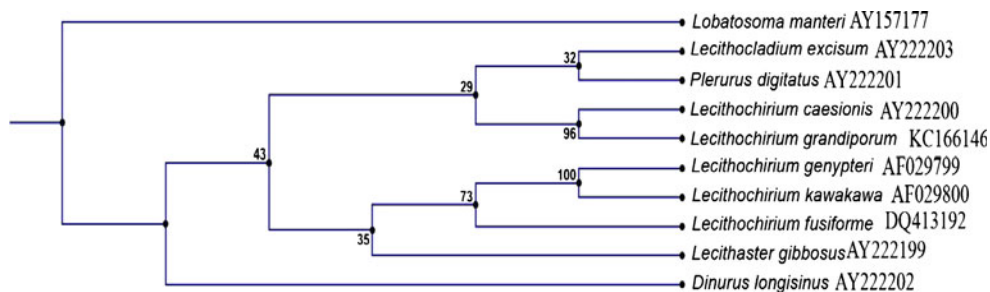 Lobatosoma manteri AY157177
Lecithocladium excisum AY222203
32
Plerurus digitatus AY222201
29
Lecithochirium caesionis AY222200
96
Lecithochirium grandiporum KC166146
43
Lecithochirium genypteri AF029799
100
Lecithochirium kawakawa AF029800
73
Lecithochirium fusiforme DQ413192
35
Lecithaster gibbosus AY222199
Dinurus longisinus AY222202